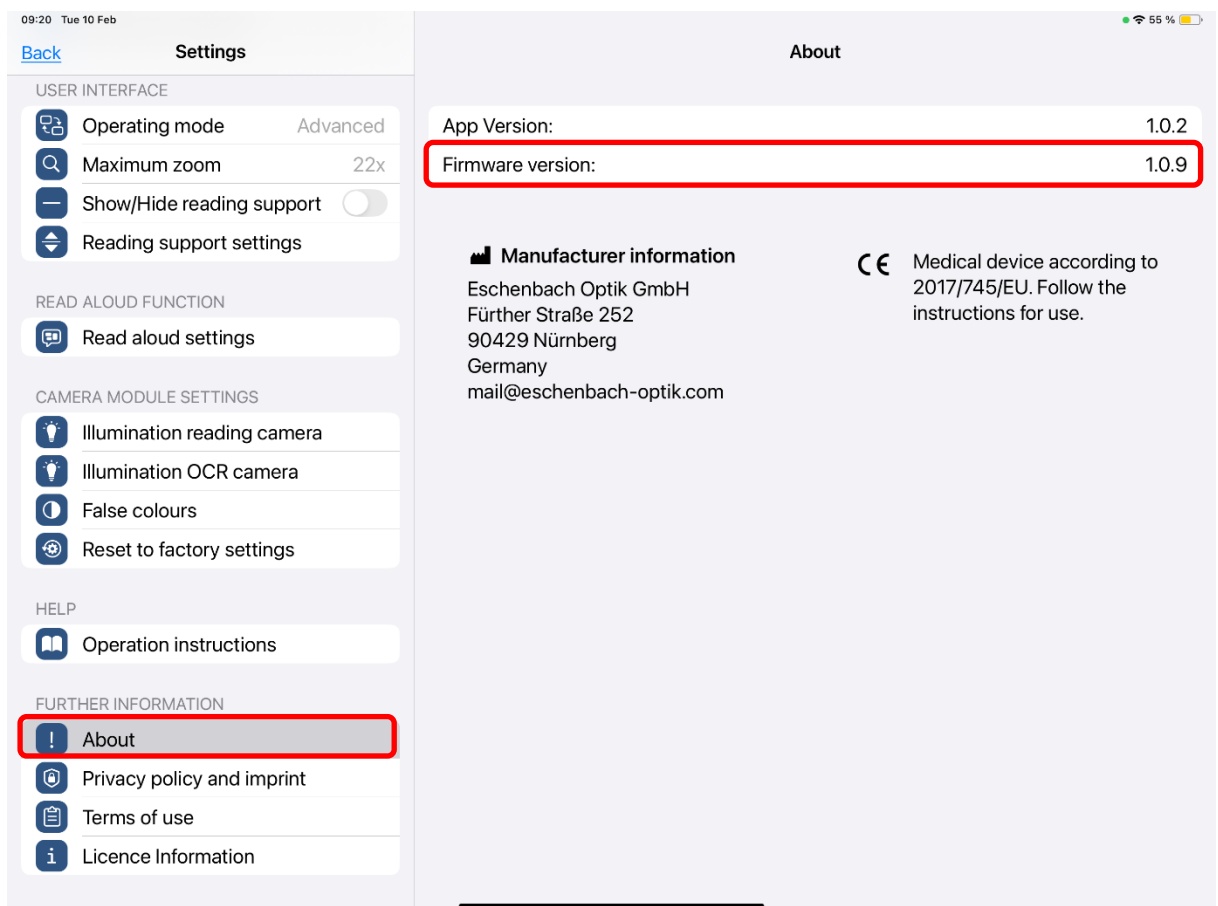 09:20 Tue 10 Feb
55 %
Back
Settings
USER INTERFACE
Operating mode Advanced
Maximum zoom 22x
Show/Hide reading support
Reading support settings
READ ALOUD FUNCTION
Read aloud settings
CAMERA MODULE SETTINGS
Illumination reading camera
Illumination OCR camera
False colours
Reset to factory settings
HELP
Operation instructions
FURTHER INFORMATION
About
Privacy policy and imprint
Terms of use
Licence Information
About
App Version: 1.0.2
Firmware version: 1.0.9
Manufacturer information
Eschenbach Optik GmbH
Fürther Straße 252
90429 Nürnberg
Germany
mail@eschenbach-optik.com
CE
Medical device according to
2017/745/EU. Follow the
instructions for use.